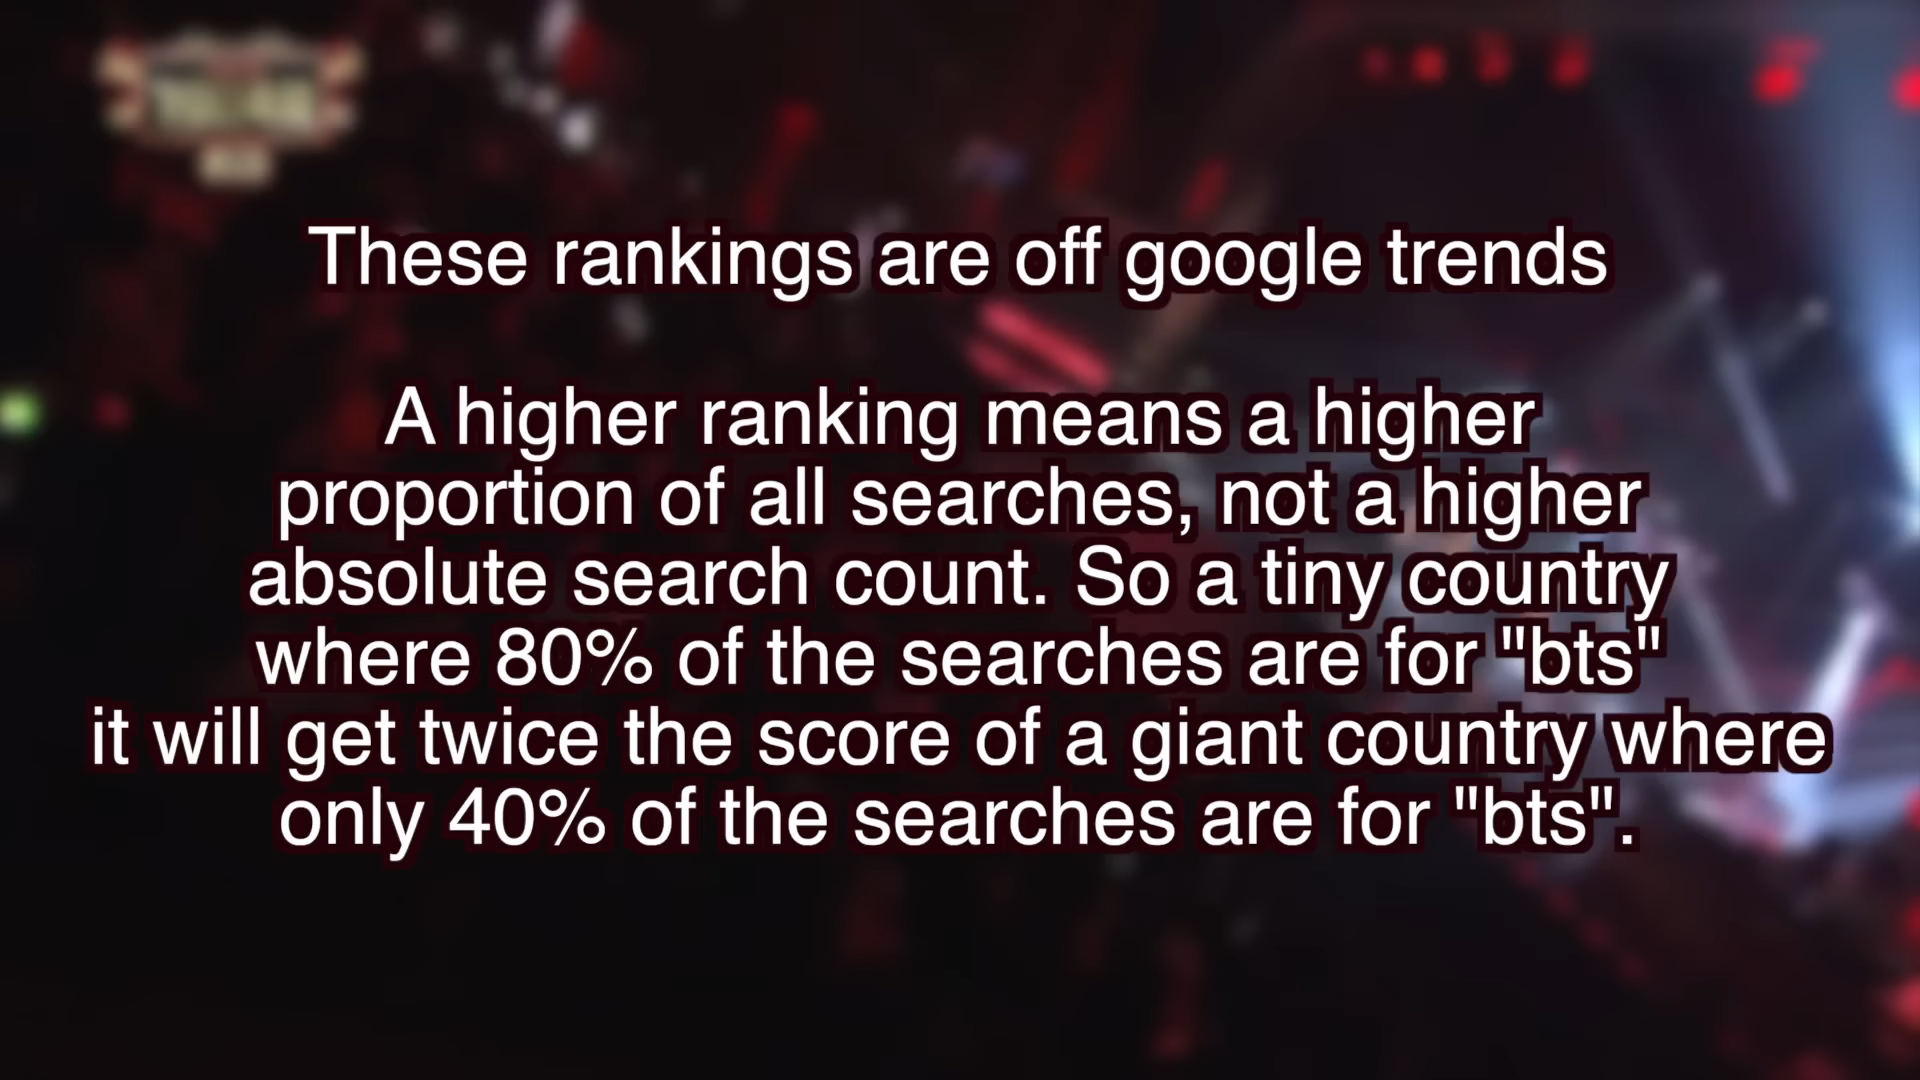 These rankings are off google trends
A higher ranking means a higher
proportion of all searches, not a higher
absolute search count. So a tiny country
where 80% of the searches are for "bts"
it will get twice the score of a giant country where
only 40% of the searches are for "bts".